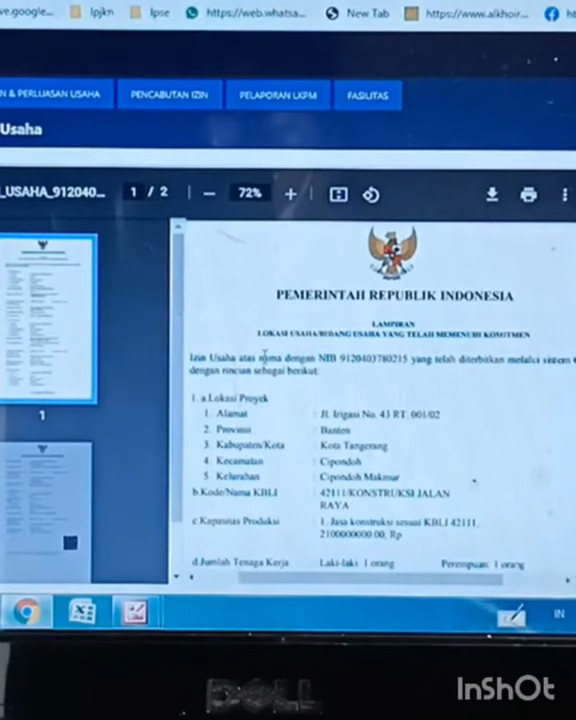 ve.google...
lpjkn
lpse
https://web.whatsa...
New Tab
https://www.alkhoir...
N & PERLUASAN USAHA
PENCABUTAN IZIN
PELAPORAN LKPM
FASILITAS
Usaha
_USAHA_912040...
1 / 2
72%
PEMERINTAH REPUBLIK INDONESIA
LAMPIRAN
LOKASI USAHA/BIDANG USAHA YANG TELAH MEMENUHI KOMITMEN
Izin Usaha atas nama dengan NIB 9120403780215 yang telah diterbitkan melalui sistem
dengan rincian sebagai berikut:
1. a.Lokasi Proyek
1. Alamat : Jl. Irigasi No. 43 RT. 001/02
2. Provinsi : Banten
3. Kabupaten/Kota : Kota Tangerang
4. Kecamatan : Cipondoh
5. Kelurahan : Cipondoh Makmur
b.Kode/Nama KBLI : 42111/KONSTRUKSI JALAN
RAYA
c.Kapasitas Produksi : 1. Jasa konstruksi sesuai KBLI 42111,
2100000000.00, Rp
d.Jumlah Tenaga Kerja : Laki-laki: 1 orang Perempuan: 1 orang
1
IN
DELL
InShOt